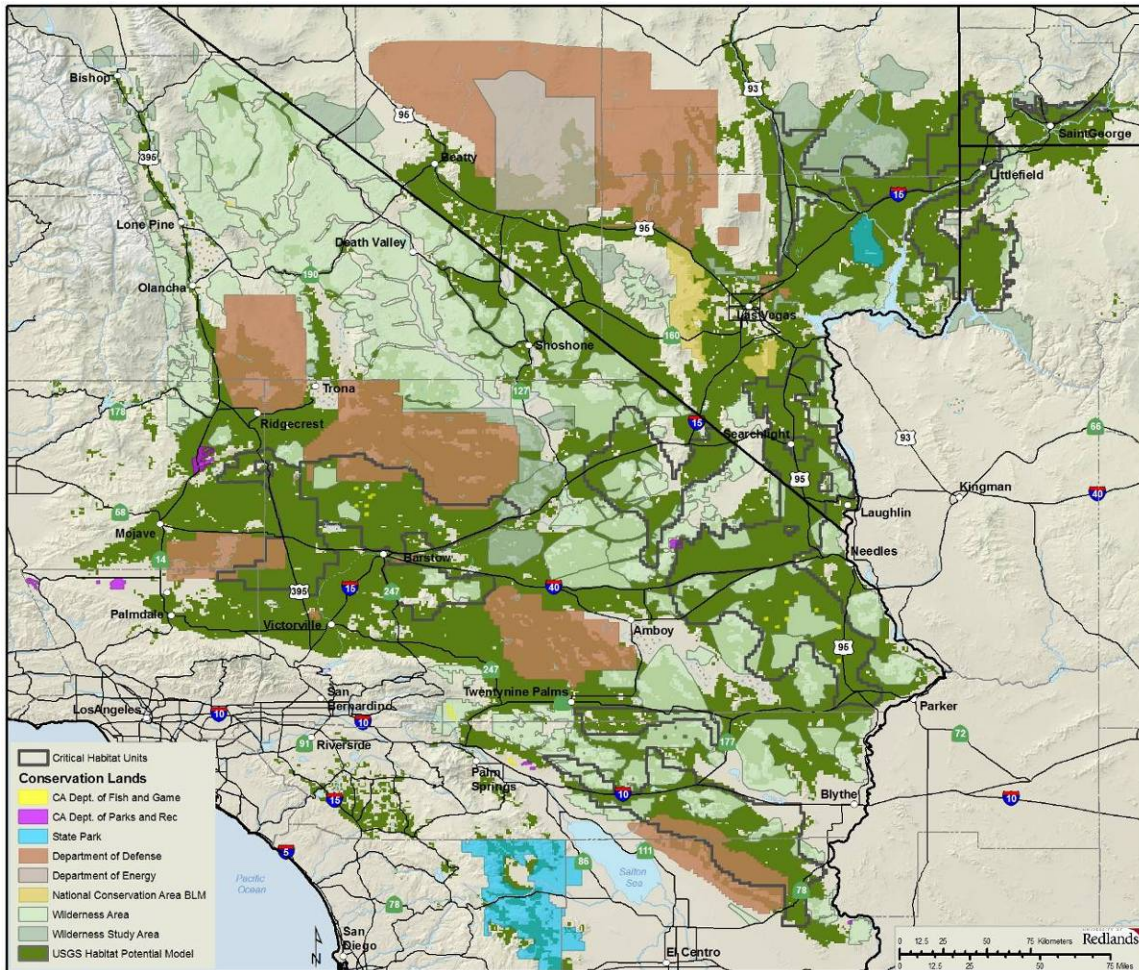 Bishop
93
95
395
Beatty
Saint George
Littlefield
15
Lone Pine
95
Death Valley
190
Olancha
Las Vegas
160
Shoshone
Trona
127
178
Ridgecrest
15
Searchlight
93
66
95
Kingman
40
68
Laughlin
Mojave
Needles
14
Barstow
395
15
247
40
Palmdale
Victorville
Amboy
95
247
Twentynine Palms
San
Bernardino
Los Angeles
10
10
Parker
91
Riverside
177
72
Palm
Springs
10
15
Blythe
10
5
111
86
Salton
Sea
78
78
Pacific
Ocean
San
Diego
El Centro
Critical Habitat Units
Conservation Lands
CA Dept. of Fish and Game
CA Dept. of Parks and Rec
State Park
Department of Defense
Department of Energy
National Conservation Area BLM
Wilderness Area
Wilderness Study Area
USGS Habitat Potential Model
N
UNIVERSITY OF
Redlands
0 12.5 25 50 75 Kilometers
0 12.5 25 50 75 Miles